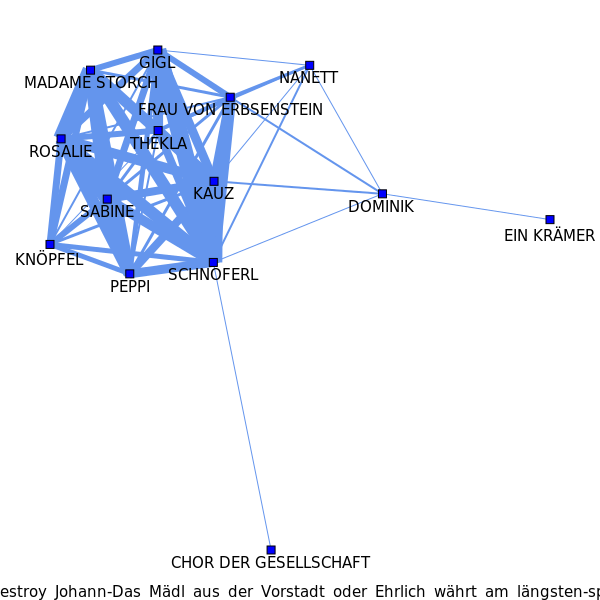 GIGL
NANETT
MADAME STORCH
FRAU VON ERBSENSTEIN
THEKLA
ROSALIE
KAUZ
SABINE
DOMINIK
EIN KRÄMER
KNÖPFEL
SCHNOFERL
PEPPI
CHOR DER GESELLSCHAFT
estroy Johann-Das Mädl aus der Vorstadt oder Ehrlich währt am längsten-sp